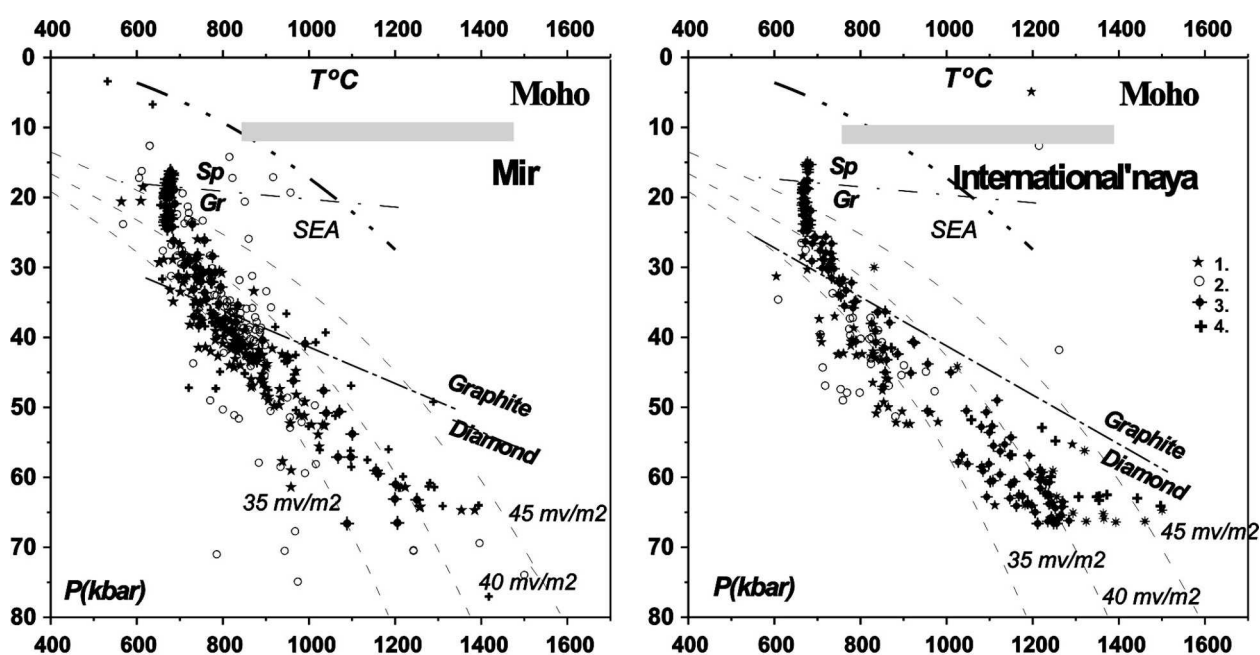 400 600 800 1000 1200 1400 1600
0
10
20
30
40
50
60
70
80
T°C
Moho
Mir
Sp
Gr
SEA
Graphite
Diamond
35 mv/m2
45 mv/m2
40 mv/m2
P(kbar)
400 600 800 1000 1200 1400 1600
400 600 800 1000 1200 1400 1600
0
10
20
30
40
50
60
70
80
T°C
Moho
Sp
International'naya
Gr
SEA
1.
2.
3.
4.
Graphite
Diamond
45 mv/m2
35 mv/m2
40 mv/m2
P(kbar)
400 600 800 1000 1200 1400 1600